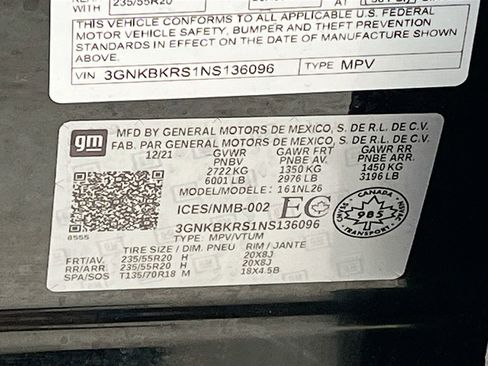 WITH 235/55R20 AT
THIS VEHICLE CONFORMS TO ALL APPLICABLE U.S. FEDERAL
MOTOR VEHICLE SAFETY, BUMPER AND THEFT PREVENTION
STANDARDS IN EFFECT ON THE DATE OF MANUFACTURE SHOWN
ABOVE.
VIN 3GNKBKRS1NS136096 TYPE MPV
gm
MFD BY GENERAL MOTORS DE MEXICO, S. DE R.L. DE C.V.
FAB. PAR GENERAL MOTORS DE MEXICO, S. DE R.L. DE C.V.
12/21 GVWR GAWR FRT GAWR RR
PNBV PNBE AV. PNBE ARR.
2722 KG 1350 KG 1450 KG
6001 LB 2976 LB 3196 LB
MODEL/MODÈLE: 161NL26
ICES/NMB-002 EC
3GNKBKRS1NS136096
TYPE: MPV/VTUM
8555
CANADA
985
TRANSPORT
TIRE SIZE / DIM. PNEU RIM / JANTE
FRT/AV. 235/55R20 H 20X8J
RR/ARR. 235/55R20 H 20X8J
SPA/SOS T135/70R18 M 18X4.5B